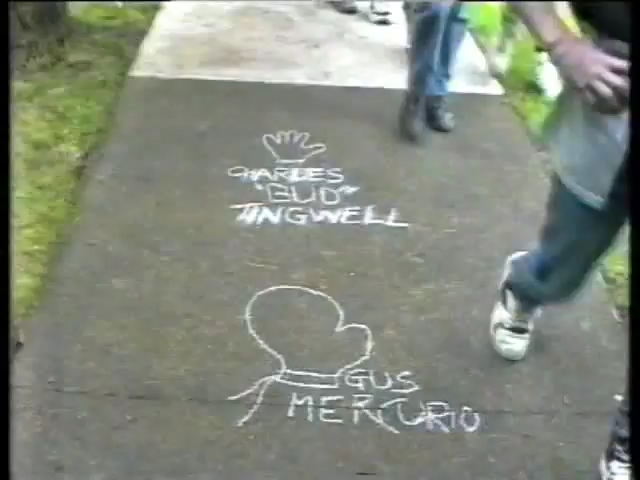 CHARLES
"BUD"
TINGWELL
GUS
MERCURIO